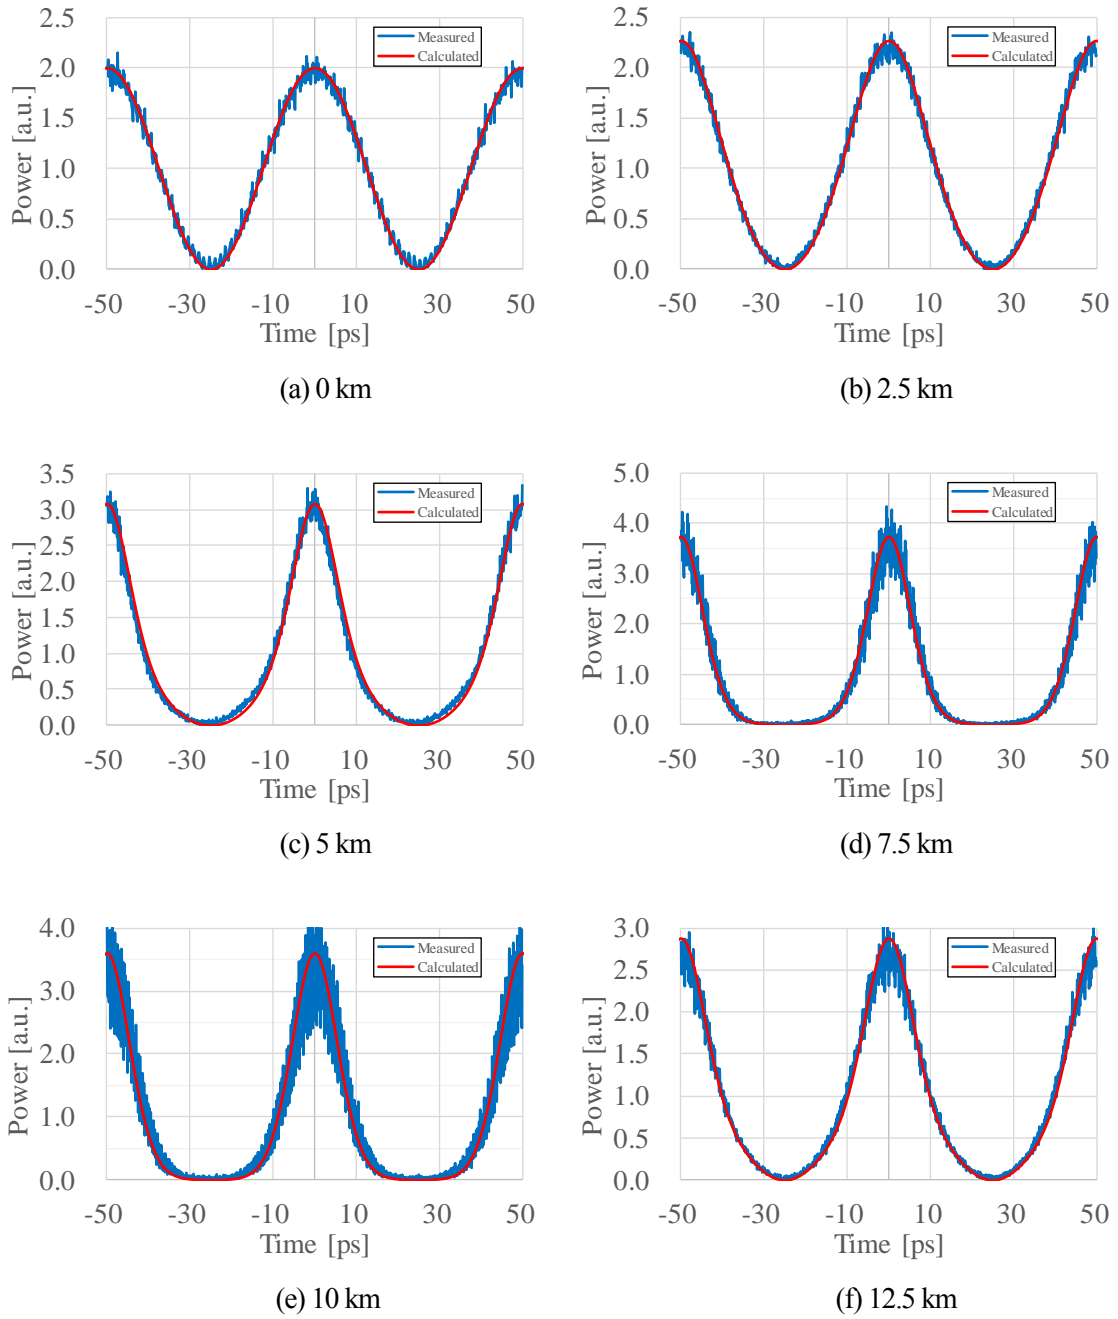 2.5
2.0
1.5
1.0
0.5
0.0
Power [a.u.]
Measured
Calculated
-50 -30 -10 10 30 50
Time [ps]
(a) 0 km
2.5
2.0
1.5
1.0
0.5
0.0
Power [a.u.]
Measured
Calculated
-50 -30 -10 10 30 50
Time [ps]
(b) 2.5 km
3.5
3.0
2.5
2.0
1.5
1.0
0.5
0.0
Power [a.u.]
Measured
Calculated
-50 -30 -10 10 30 50
Time [ps]
(c) 5 km
5.0
4.0
3.0
2.0
1.0
0.0
Power [a.u.]
Measured
Calculated
-50 -30 -10 10 30 50
Time [ps]
(d) 7.5 km
4.0
3.0
2.0
1.0
0.0
Power [a.u.]
Measured
Calculated
-50 -30 -10 10 30 50
Time [ps]
(e) 10 km
3.0
2.5
2.0
1.5
1.0
0.5
0.0
Power [a.u.]
Measured
Calculated
-50 -30 -10 10 30 50
Time [ps]
(f) 12.5 km